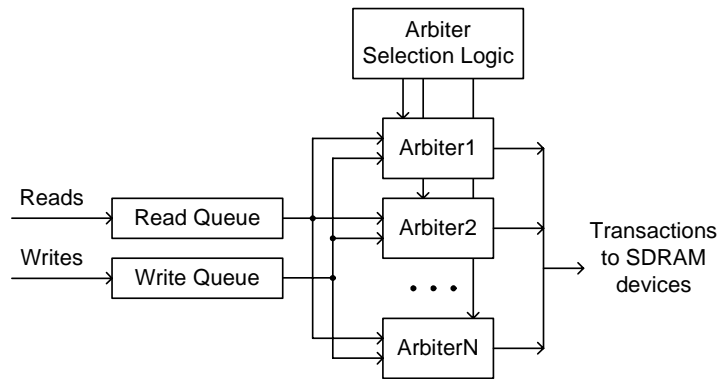 Arbiter
Selection Logic
Arbiter1
Reads
Read Queue
Arbiter2
Writes
Write Queue
Transactions
to SDRAM
devices
• • •
ArbiterN